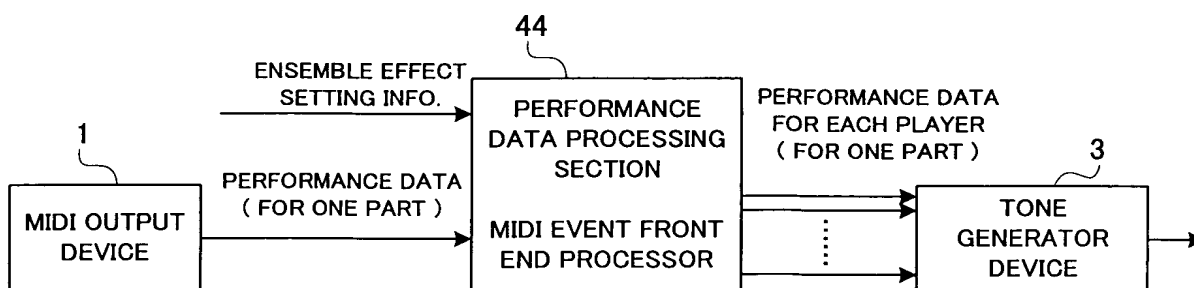 44
ENSEMBLE EFFECT
SETTING INFO.
PERFORMANCE
DATA PROCESSING
SECTION
MIDI EVENT FRONT
END PROCESSOR
PERFORMANCE DATA
FOR EACH PLAYER
( FOR ONE PART )
1
PERFORMANCE DATA
( FOR ONE PART )
MIDI OUTPUT
DEVICE
3
TONE
GENERATOR
DEVICE